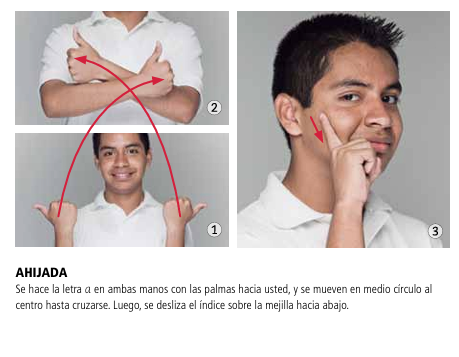 2
1
3
AHIJADA
Se hace la letra a en ambas manos con las palmas hacia usted, y se mueven en medio círculo al
centro hasta cruzarse. Luego, se desliza el índice sobre la mejilla hacia abajo.